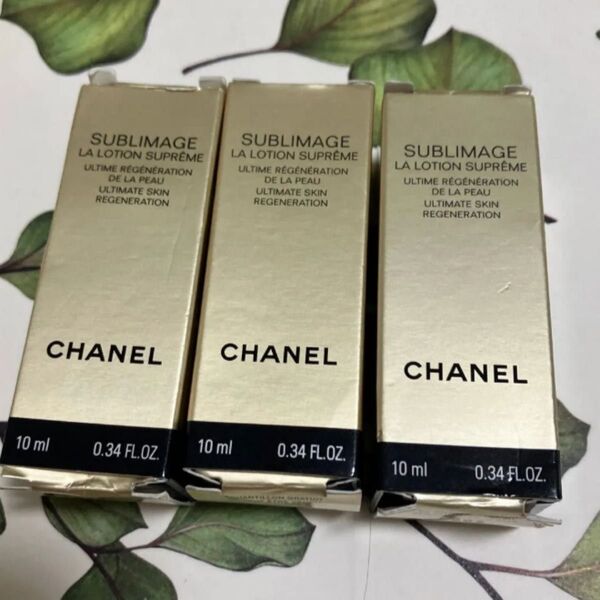 SUBLIMAGE
LA LOTION SUPRÊME
ULTIME RÉGÉNÉRATION
DE LA PEAU
ULTIMATE SKIN
REGENERATION
CHANEL
10 ml 0.34 FL.OZ.
SUBLIMAGE
LA LOTION SUPRÊME
ULTIME RÉGÉNÉRATION
DE LA PEAU
ULTIMATE SKIN
REGENERATION
CHANEL
10 ml 0.34 FL.OZ.
SUBLIMAGE
LA LOTION SUPRÊME
ULTIME RÉGÉNÉRATION
DE LA PEAU
ULTIMATE SKIN
REGENERATION
CHANEL
10 ml 0.34 FL.OZ.